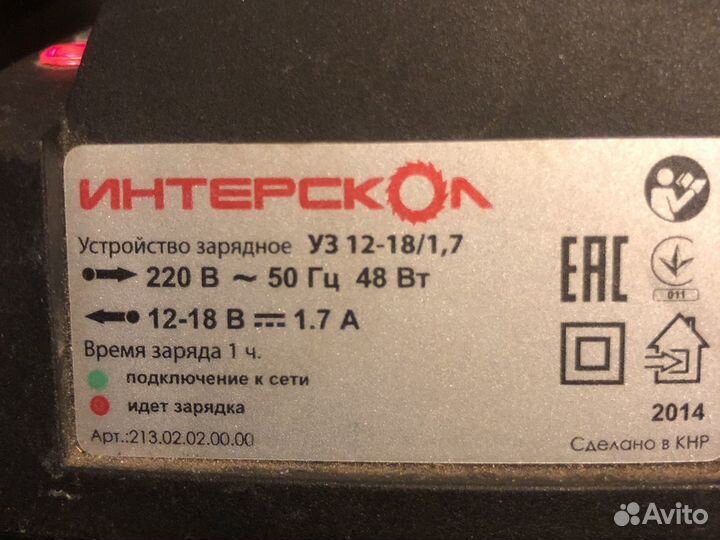 ИНТЕРСКОЛ
Устройство зарядное УЗ 12-18/1,7
220 В ~ 50 Гц 48 Вт
12-18 В 1.7 А
Время заряда 1 ч.
подключение к сети
идет зарядка
Арт.:213.02.02.00.00
ЕАС
011
2014
Сделано в КНР
Avito